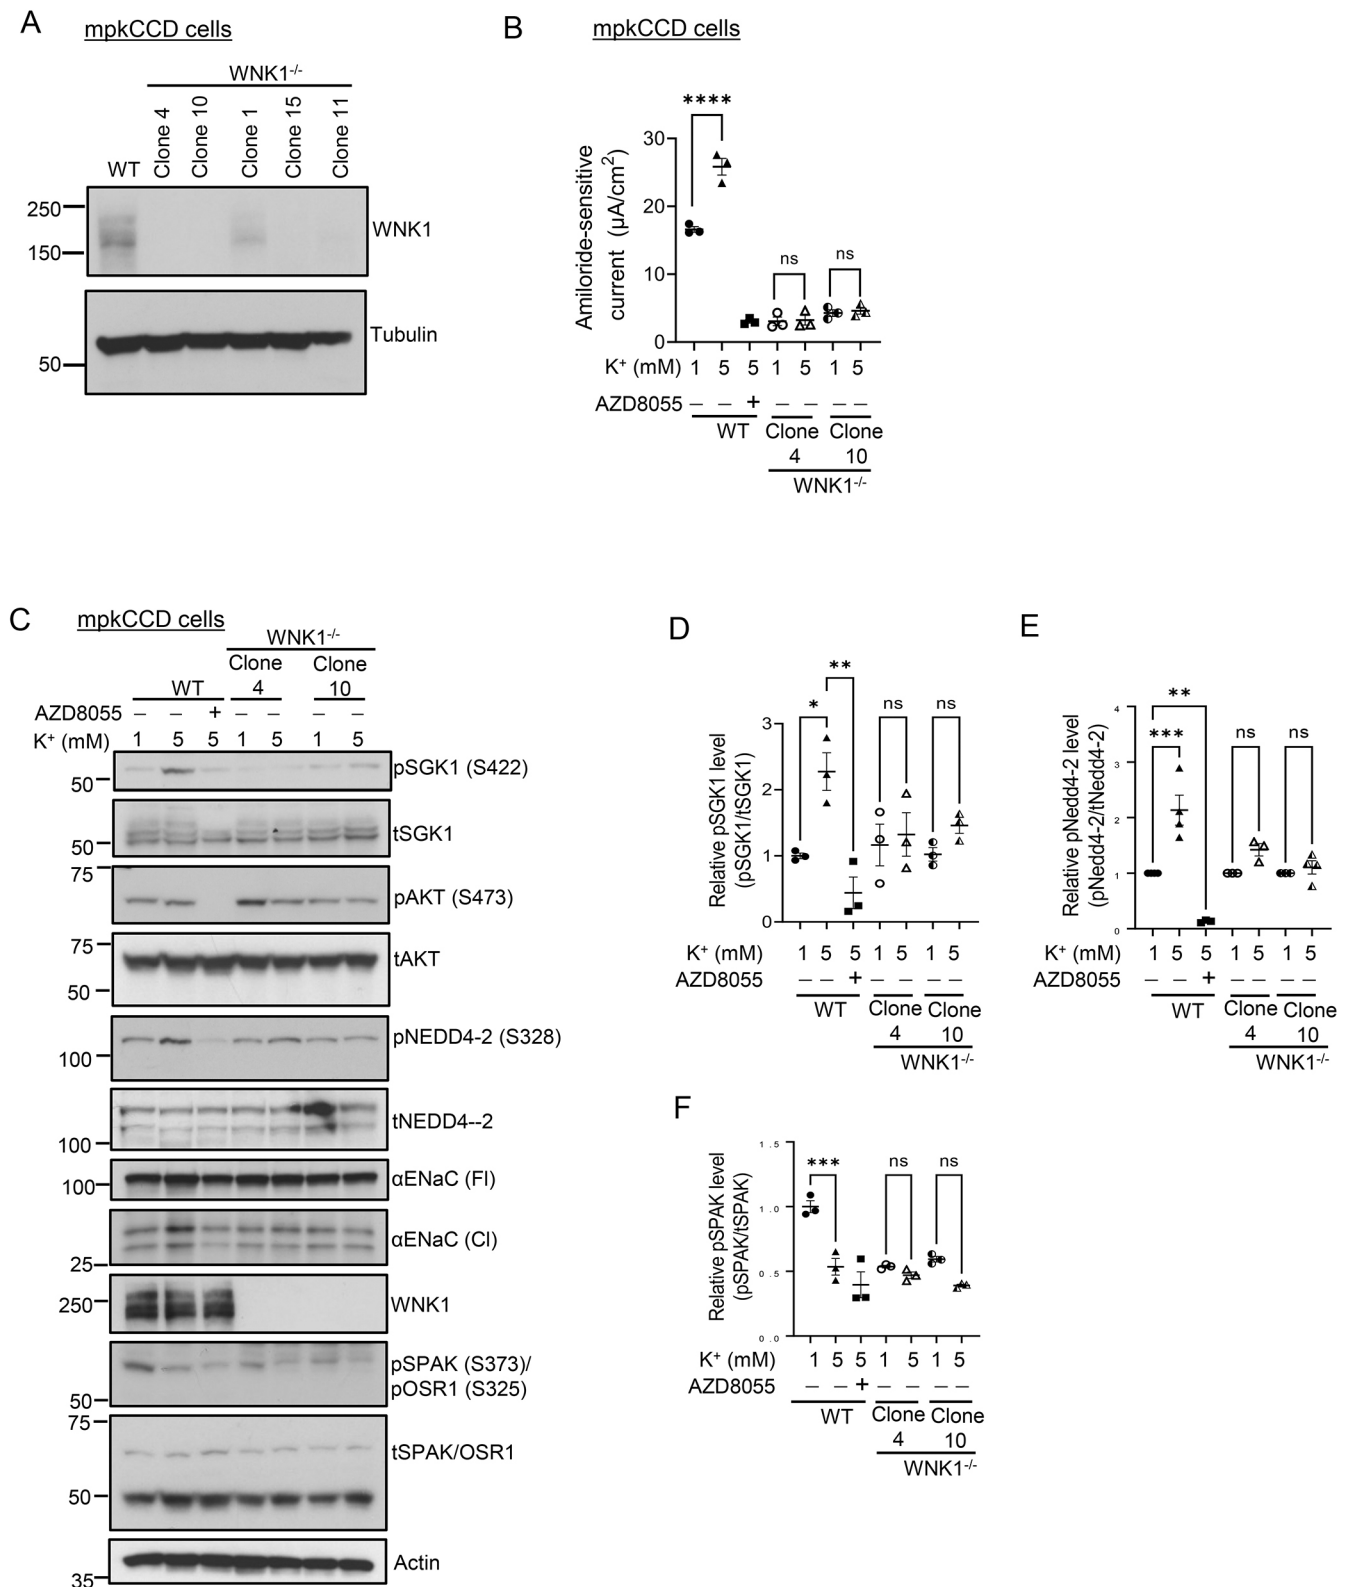 A
mpkCCD cells
WNK1-/-
WT
Clone 4
Clone 10
Clone 1
Clone 15
Clone 11
250
150
WNK1
50
Tubulin
B
mpkCCD cells
Amiloride-sensitive
current (µA/cm2)
30
20
10
0
****
ns
ns
K+ (mM) 1 5 5 1 5 1 5
AZD8055 – – + – – – –
WT
Clone 4
Clone 10
WNK1-/-
C
mpkCCD cells
WNK1-/-
WT
Clone 4
Clone 10
AZD8055 – – + – – – –
K+ (mM) 1 5 5 1 5 1 5
50
pSGK1 (S422)
50
tSGK1
75
pAKT (S473)
75
50
tAKT
100
pNEDD4-2 (S328)
100
tNEDD4--2
100
αENaC (Fl)
25
αENaC (Cl)
250
WNK1
50
pSPAK (S373)/
pOSR1 (S325)
75
50
tSPAK/OSR1
35
Actin
D
Relative pSGK1 level
(pSGK1/tSGK1)
3
2
1
0
*
**
ns
ns
K+ (mM) 1 5 5 1 5 1 5
AZD8055 – – + – – – –
WT
Clone 4
Clone 10
WNK1-/-
E
Relative pNedd4-2 level
(pNedd4-2/tNedd4-2)
4
3
2
1
0
**
***
ns
ns
K+ (mM) 1 5 5 1 5 1 5
AZD8055 – – + – – – –
WT
Clone 4
Clone 10
WNK1-/-
F
Relative pSPAK level
(pSPAK/tSPAK)
1.5
1.0
0.5
0.0
***
ns
ns
K+ (mM) 1 5 5 1 5 1 5
AZD8055 – – + – – – –
WT
Clone 4
Clone 10
WNK1-/-